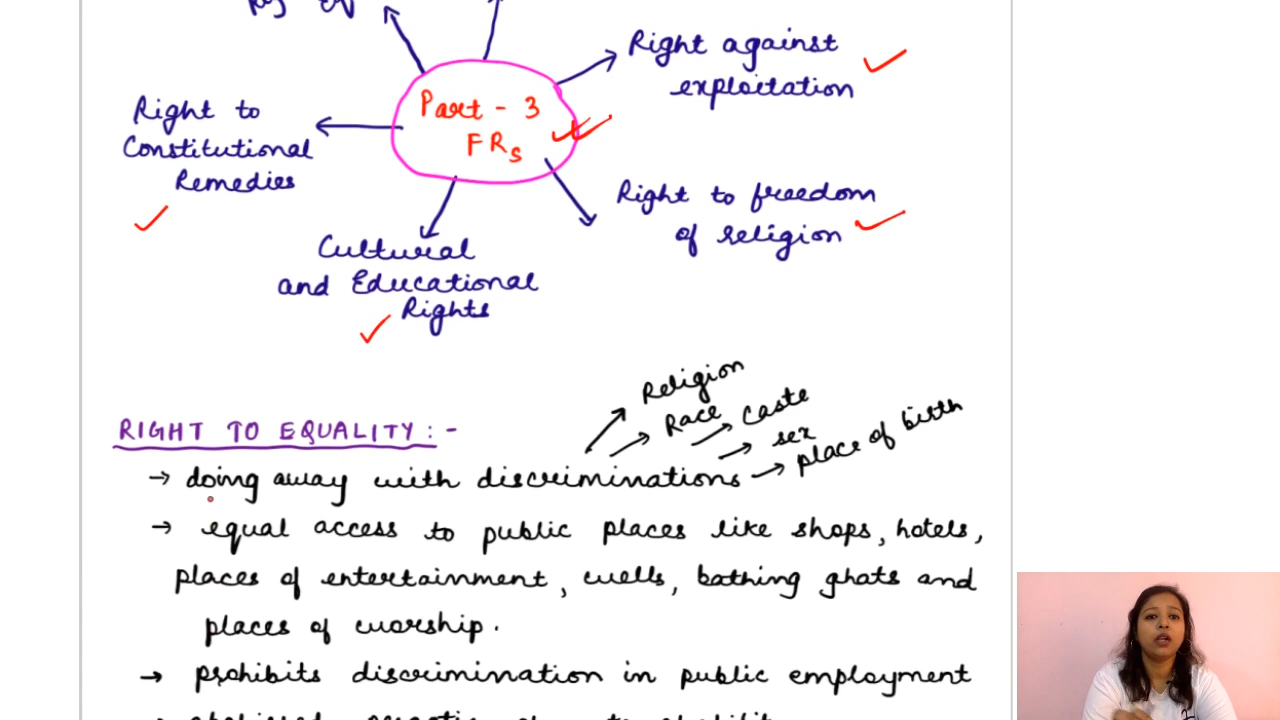 Right against
exploitation
Part - 3
FRs
Right to
Constitutional
Remedies
Right to freedom
of religion
Cultural
and Educational
Rights
Religion
Race Caste
sex
place of birth
RIGHT TO EQUALITY : -
→ doing away with discriminations
→ equal access to public places like shops, hotels,
places of entertainment, wells, bathing ghats and
places of worship.
→ prohibits discrimination in public employment